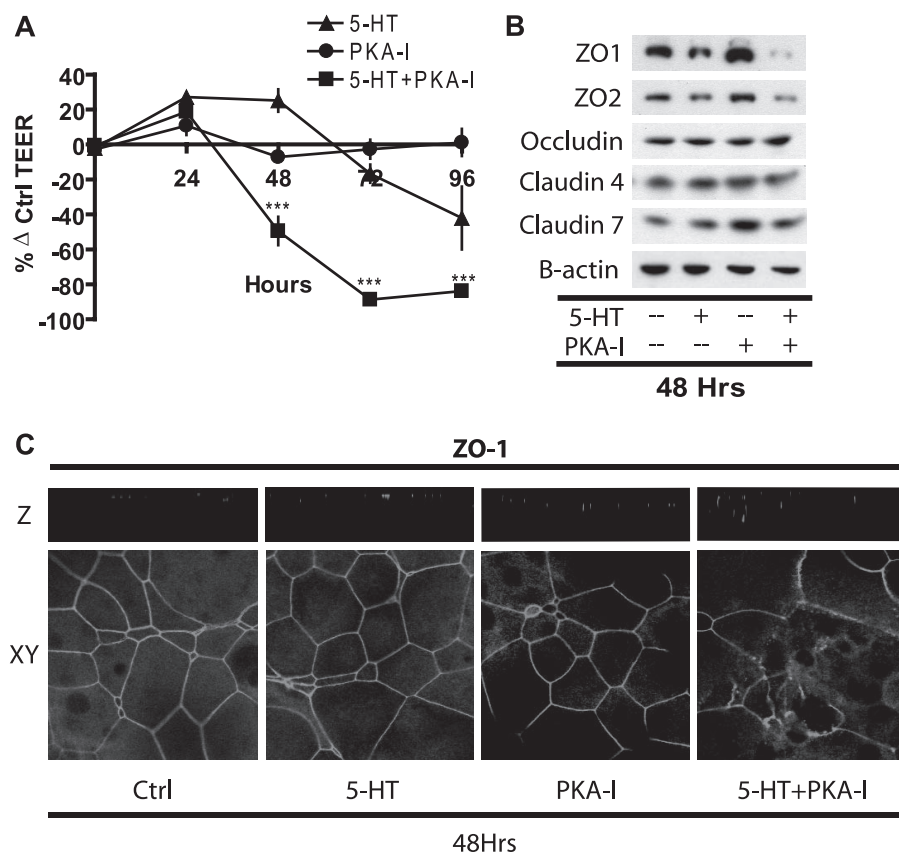 A
5-HT
PKA-I
5-HT+PKA-I
% Δ Ctrl TEER
40
20
0
-20
-40
-60
-80
-100
24
48
72
96
***
***
***
Hours
B
ZO1
ZO2
Occludin
Claudin 4
Claudin 7
B-actin
5-HT -- + -- +
PKA-I -- -- + +
48 Hrs
C
ZO-1
Z
XY
Ctrl
5-HT
PKA-I
5-HT+PKA-I
48Hrs